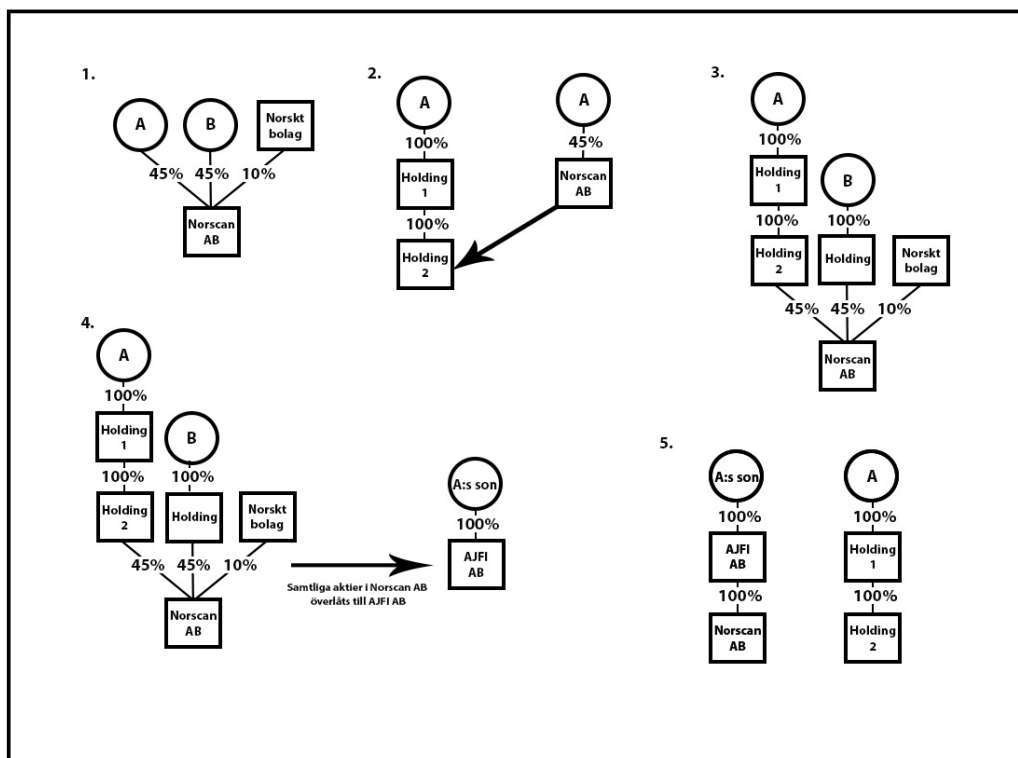 1.
A
B
Norskt
bolag
45%
45%
10%
Norscan
AB
2.
A
100%
Holding
1
100%
Holding
2
A
45%
Norscan
AB
3.
A
100%
Holding
1
100%
Holding
2
B
100%
Holding
Norskt
bolag
45%
45%
10%
Norscan
AB
4.
A
100%
Holding
1
100%
Holding
2
B
100%
Holding
Norskt
bolag
45%
45%
10%
Norscan
AB
Samtliga aktier i Norscan AB
överlåts till AJFI AB
A:s son
100%
AJFI
AB
5.
A:s son
100%
AJFI
AB
100%
Norscan
AB
A
100%
Holding
1
100%
Holding
2